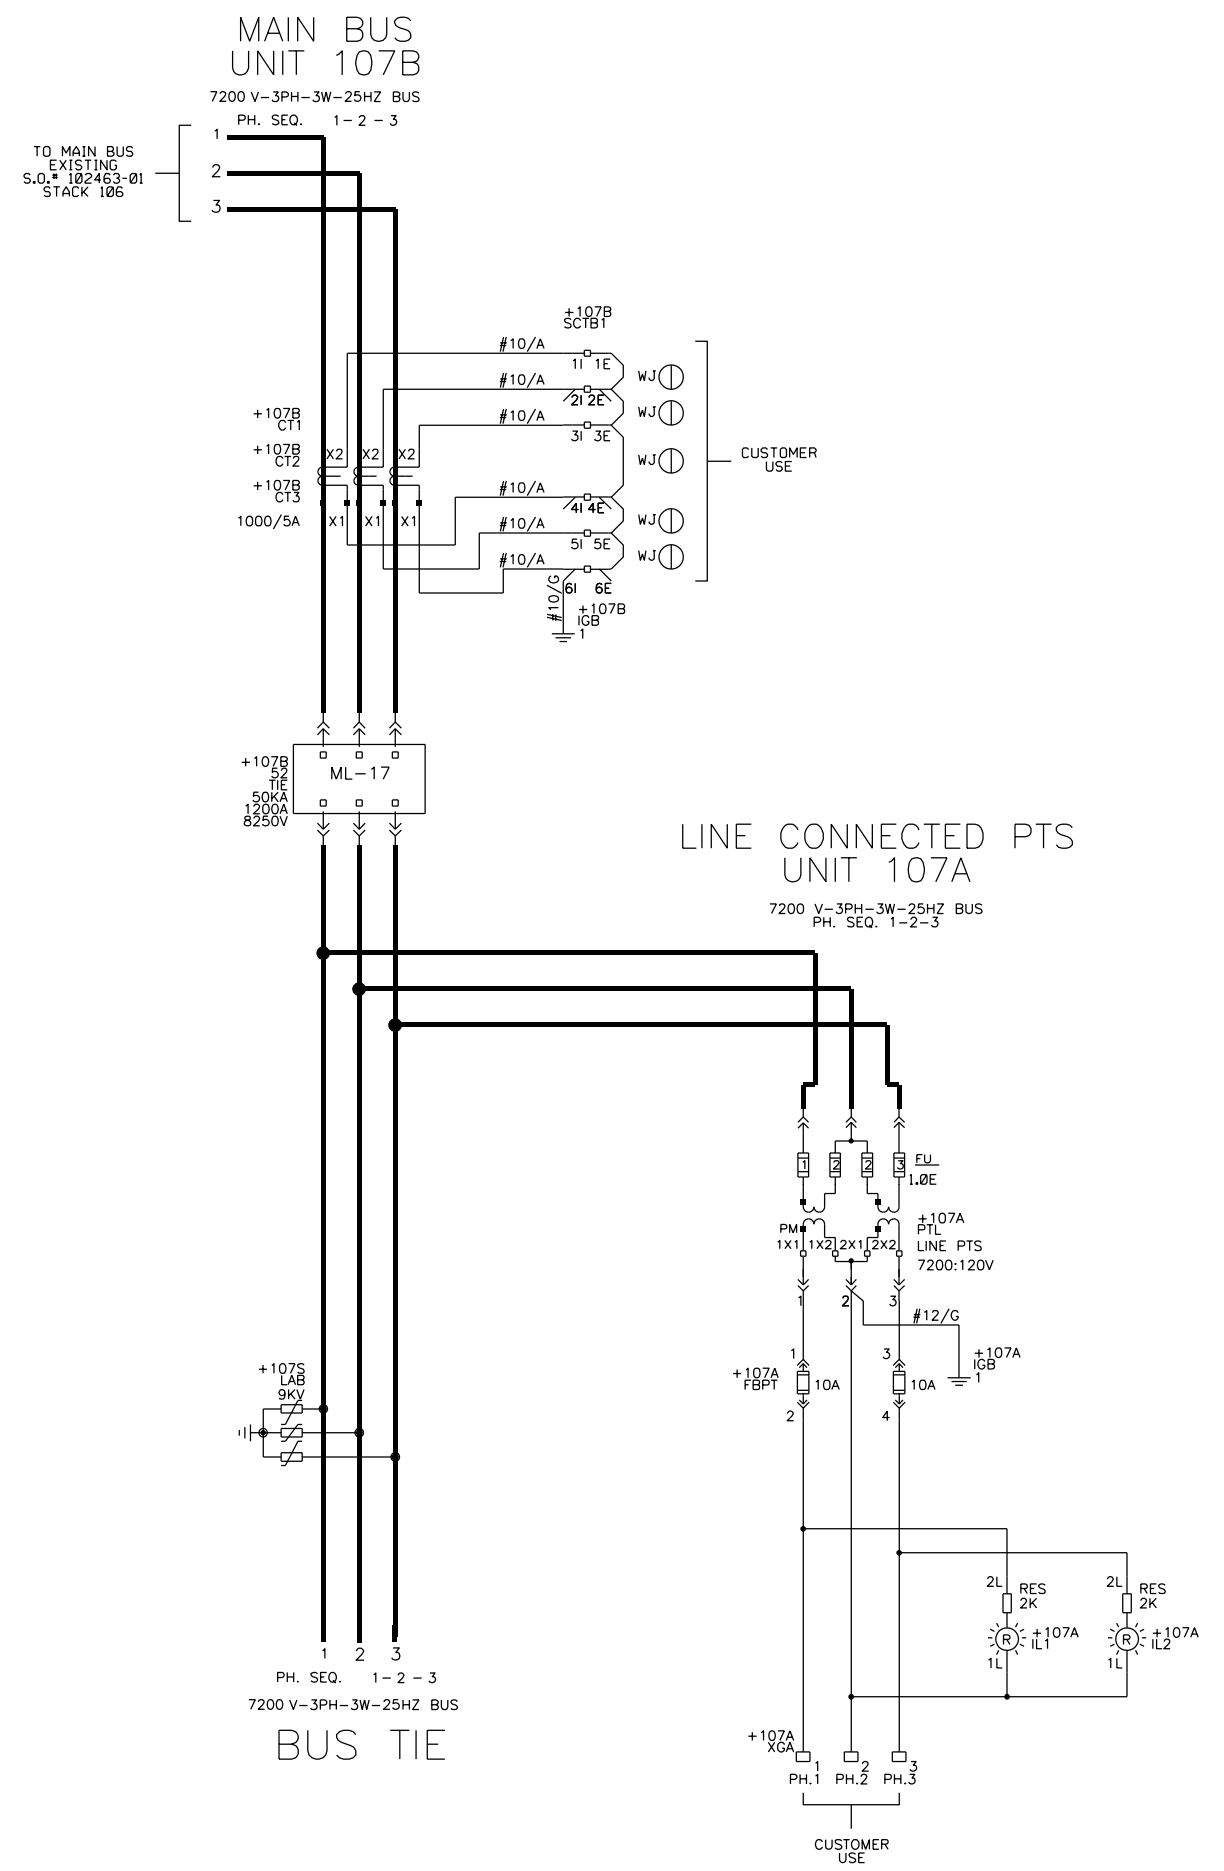 MAIN BUS
UNIT 107B
7200 V-3PH-3W-25HZ BUS
PH. SEQ. 1-2-3
1
2
3
TO MAIN BUS
EXISTING
S.O.# 102463-01
STACK 106
+107B
SCTB1
#10/A
1I 1E
WJ
#10/A
2I 2E
WJ
#10/A
3I 3E
WJ
CUSTOMER
USE
+107B
CT1
+107B
CT2
+107B
CT3
1000/5A
X2 X2 X2
X1 X1 X1
#10/A
4I 4E
WJ
#10/A
5I 5E
WJ
#10/A
6I 6E
#10/G
+107B
IGB
1
+107B
52
TIE
50KA
1200A
8250V
ML-17
LINE CONNECTED PTS
UNIT 107A
7200 V-3PH-3W-25HZ BUS
PH. SEQ. 1-2-3
1 2 2 3
FU
1.0E
+107A
PTL
LINE PTS
7200:120V
PM
1X1 1X2 2X1 2X2
1 2 3
#12/G
+107A
IGB
1
+107A
FBPT
1
10A
2
3
10A
4
+107S
LAB
9KV
2L
RES
2K
R
+107A
IL1
1L
2L
RES
2K
R
+107A
IL2
1L
1 2 3
PH. SEQ. 1-2-3
7200 V-3PH-3W-25HZ BUS
BUS TIE
+107A
XGA
1 2 3
PH.1 PH.2 PH.3
CUSTOMER
USE